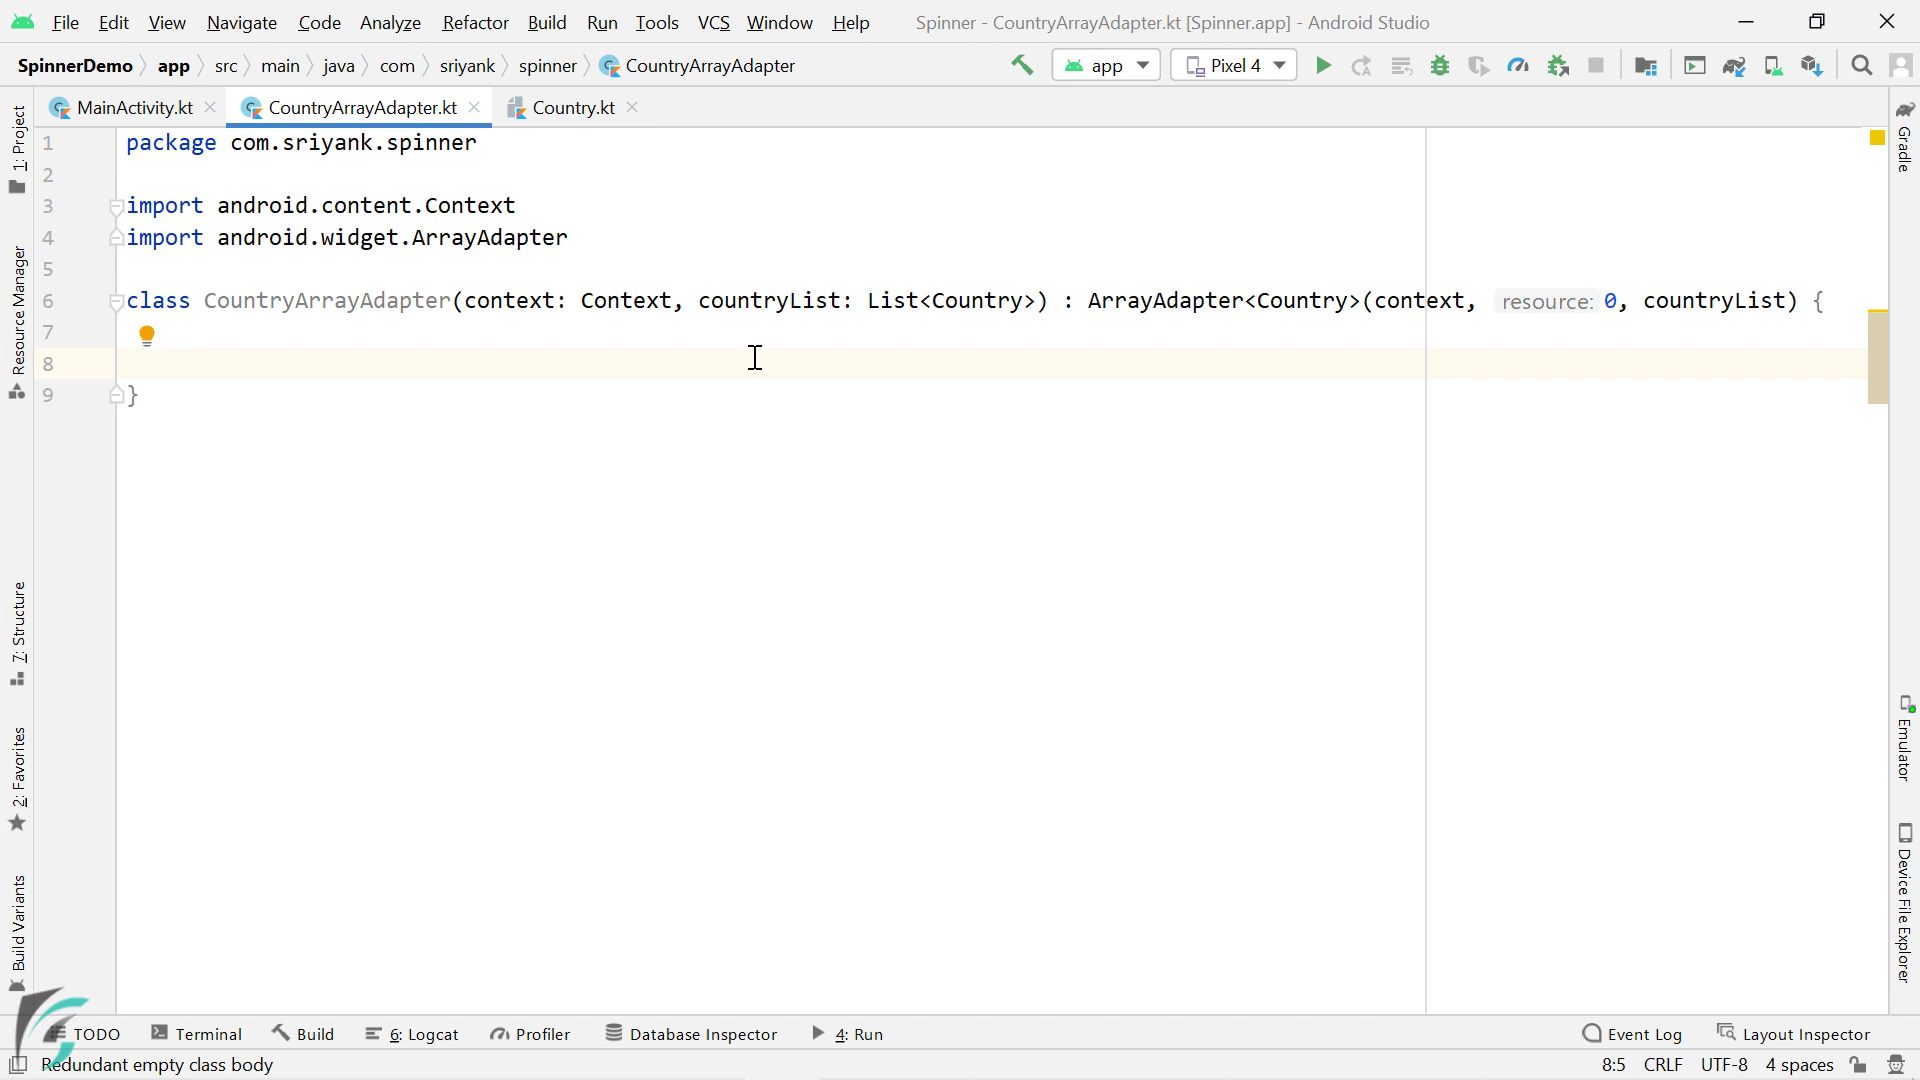 File Edit View Navigate Code Analyze Refactor Build Run Tools VCS Window Help Spinner - CountryArrayAdapter.kt [Spinner.app] - Android Studio
SpinnerDemo app src main java com sriyank spinner CountryArrayAdapter app Pixel 4
MainActivity.kt CountryArrayAdapter.kt Country.kt
1 package com.sriyank.spinner
2
3 import android.content.Context
4 import android.widget.ArrayAdapter
5
6 class CountryArrayAdapter(context: Context, countryList: List<Country>) : ArrayAdapter<Country>(context, resource: 0, countryList) {
7
8
9 }
1: Project
Resource Manager
7: Structure
2: Favorites
Build Variants
Gradle
Emulator
Device File Explorer
TODO Terminal Build 6: Logcat Profiler Database Inspector 4: Run Event Log Layout Inspector
Redundant empty class body 8:5 CRLF UTF-8 4 spaces